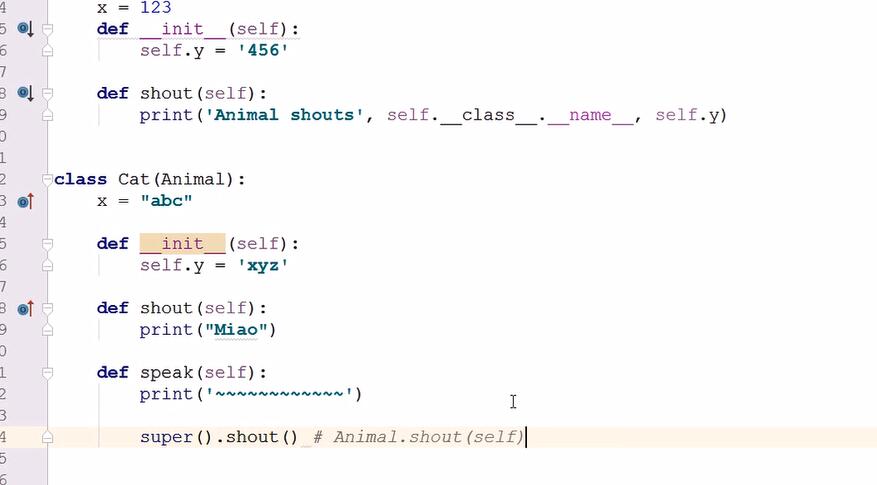 4 x = 123
5 def __init__(self):
6 self.y = '456'
7
8 def shout(self):
9 print('Animal shouts', self.__class__.__name__, self.y)
0
1
2 class Cat(Animal):
3 x = "abc"
4
5 def __init__(self):
6 self.y = 'xyz'
7
8 def shout(self):
9 print("Miao")
0
1 def speak(self):
2 print('~~~~~~~~~~~~')
3
4 super().shout() # Animal.shout(self)
5
6